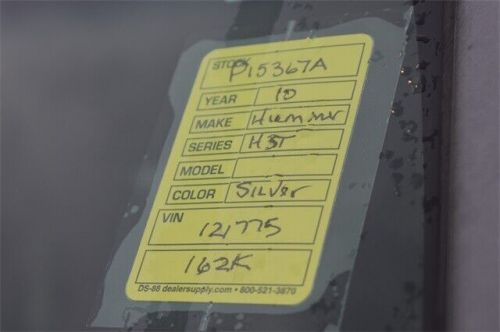 STOCK P15367A
YEAR 10
MAKE Hummer
SERIES H3T
MODEL
COLOR Silver
VIN
121775
162K
DS-88 dealersupply.com • 800-521-3870